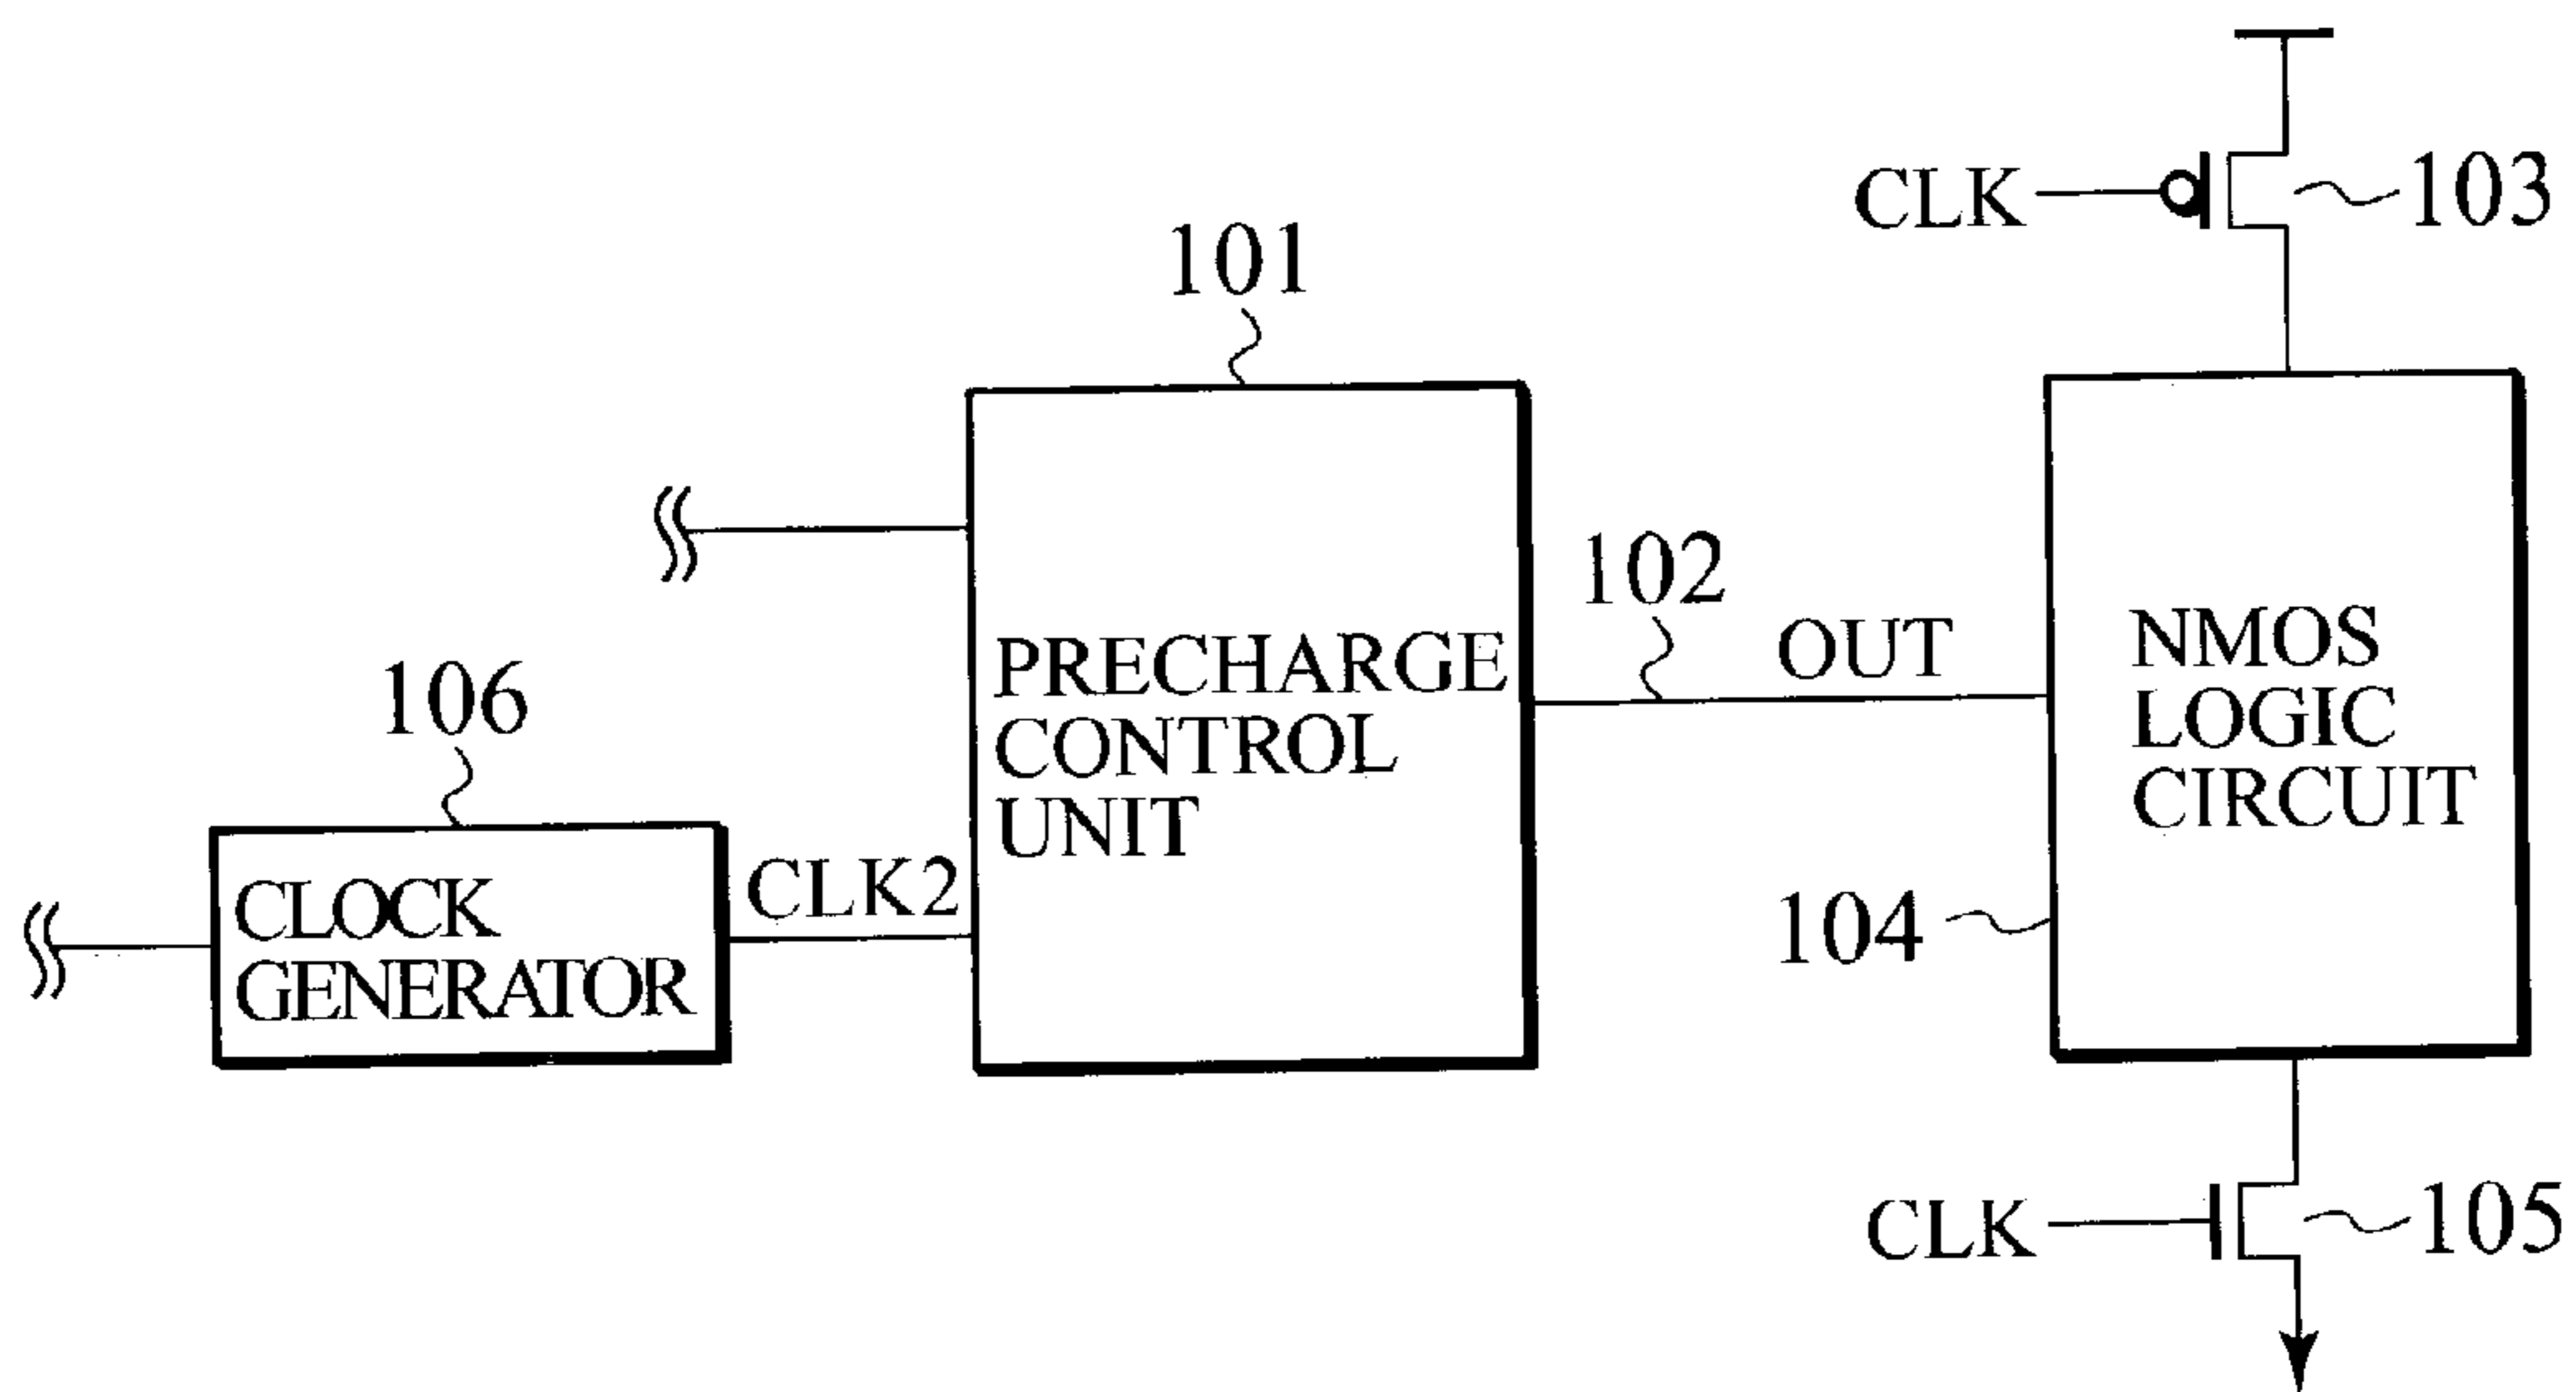 CLK
103
101
102
OUT
PRECHARGE
CONTROL
UNIT
NMOS
LOGIC
CIRCUIT
106
CLK2
CLOCK
GENERATOR
104
CLK
105